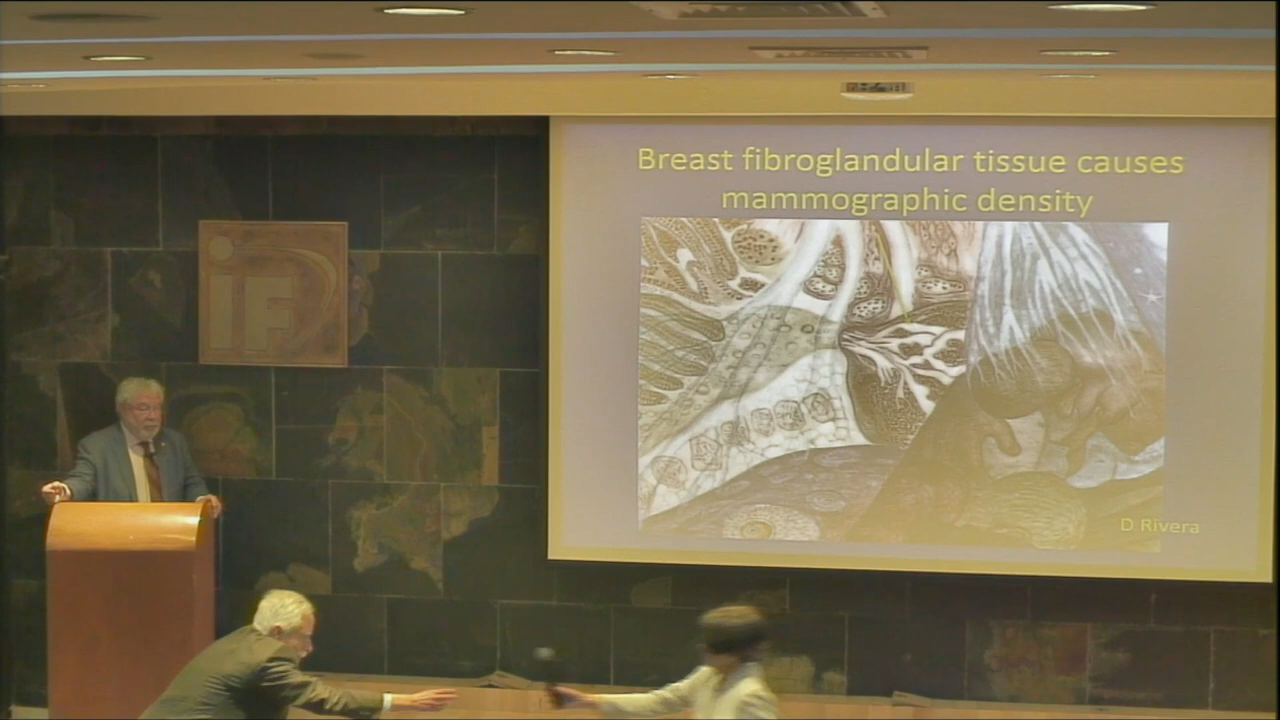 iF
Breast fibroglandular tissue causes
mammographic density
D Rivera